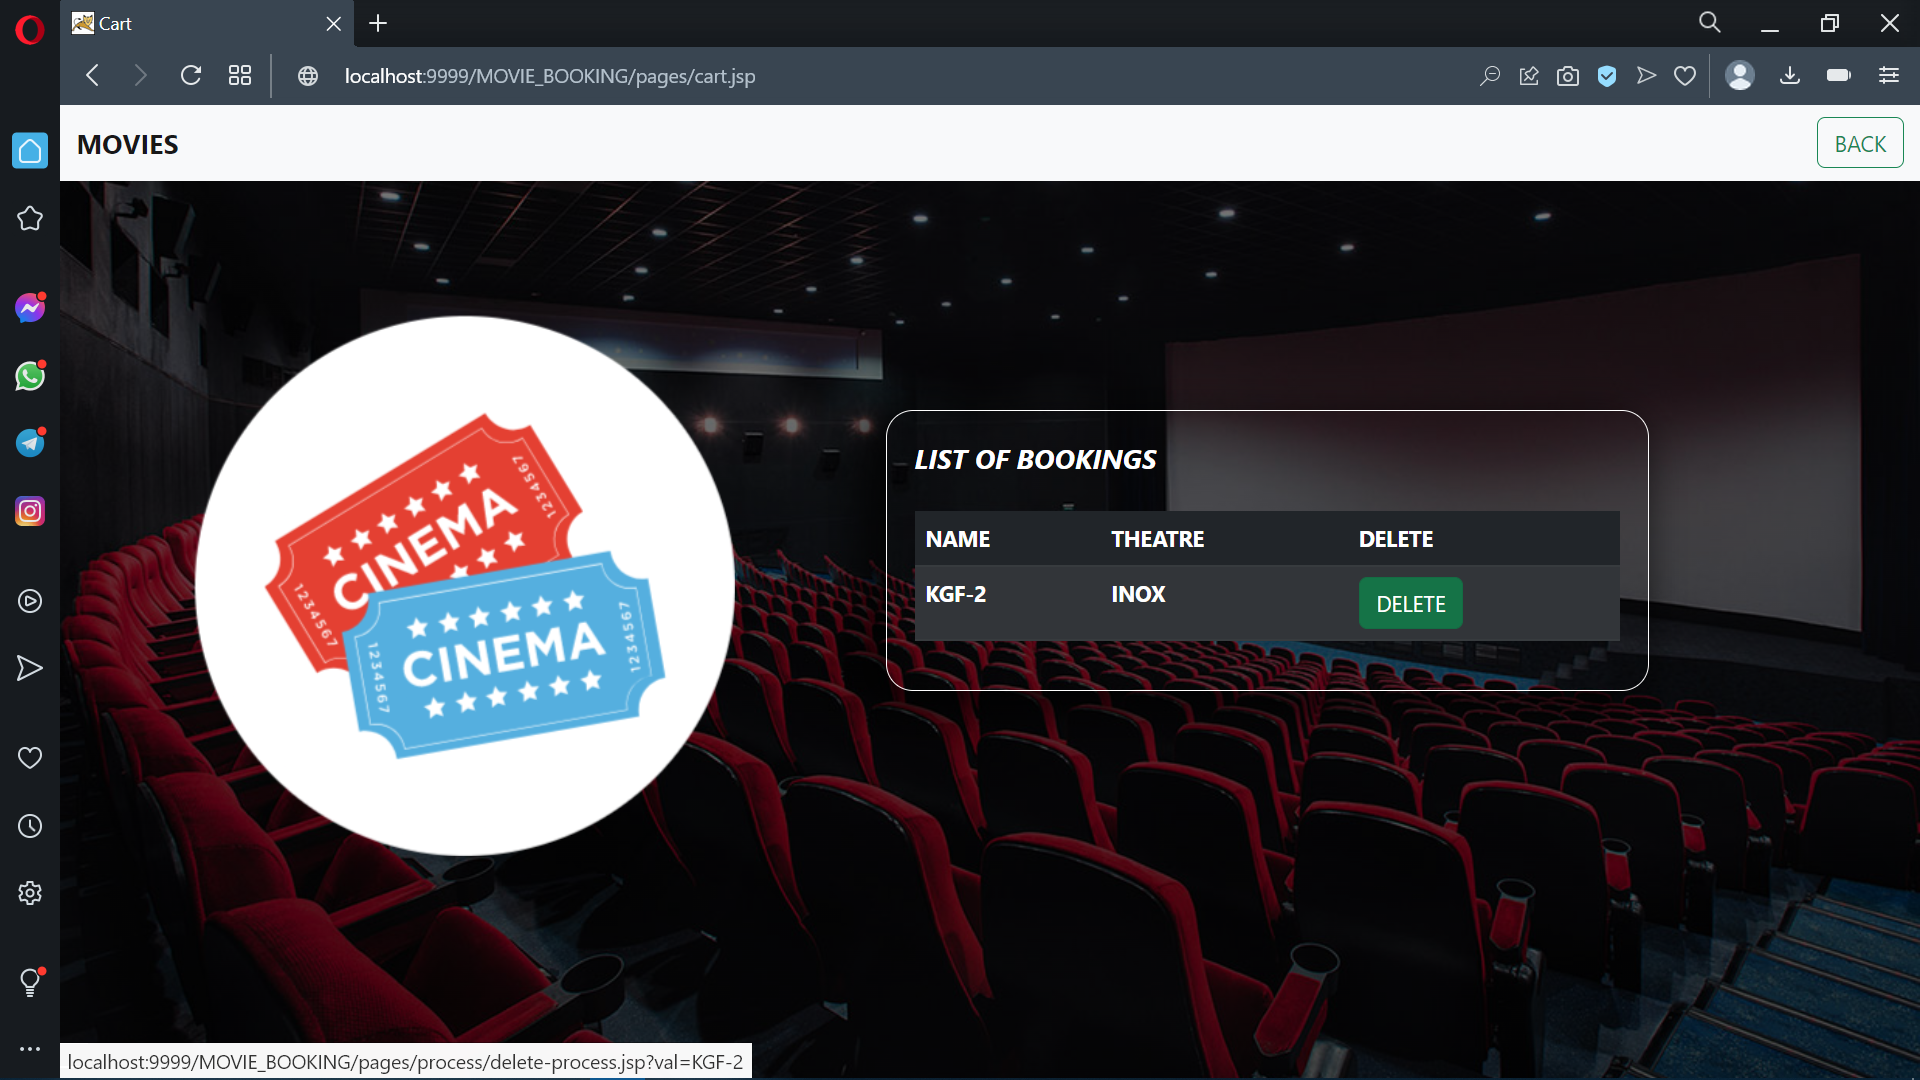 Cart
localhost:9999/MOVIE_BOOKING/pages/cart.jsp
MOVIES
BACK
CINEMA
1234567
1234567
CINEMA
1234567
1234567
LIST OF BOOKINGS
NAME THEATRE DELETE
KGF-2 INOX DELETE
localhost:9999/MOVIE_BOOKING/pages/process/delete-process.jsp?val=KGF-2